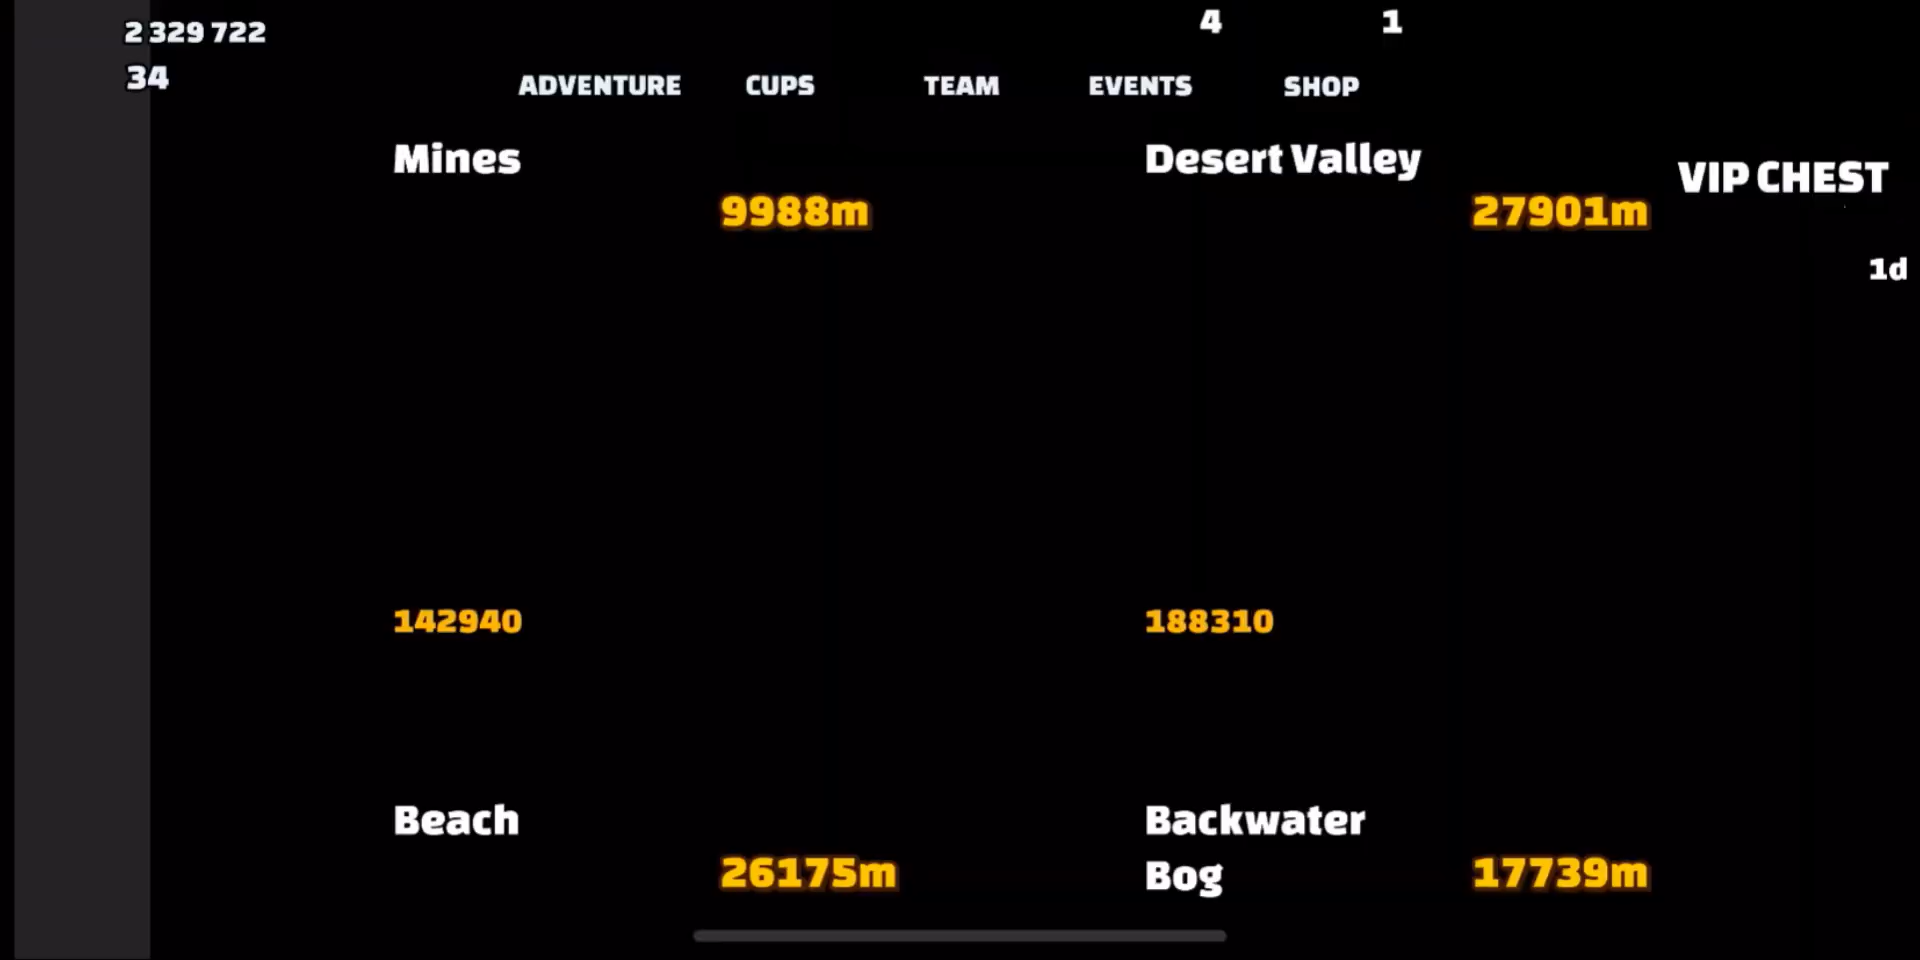 2 329 722
4
1
34
ADVENTURE
CUPS
TEAM
EVENTS
SHOP
Mines
9988m
Desert Valley
27901m
VIP CHEST
1d
142940
188310
Beach
26175m
Backwater
Bog
17739m